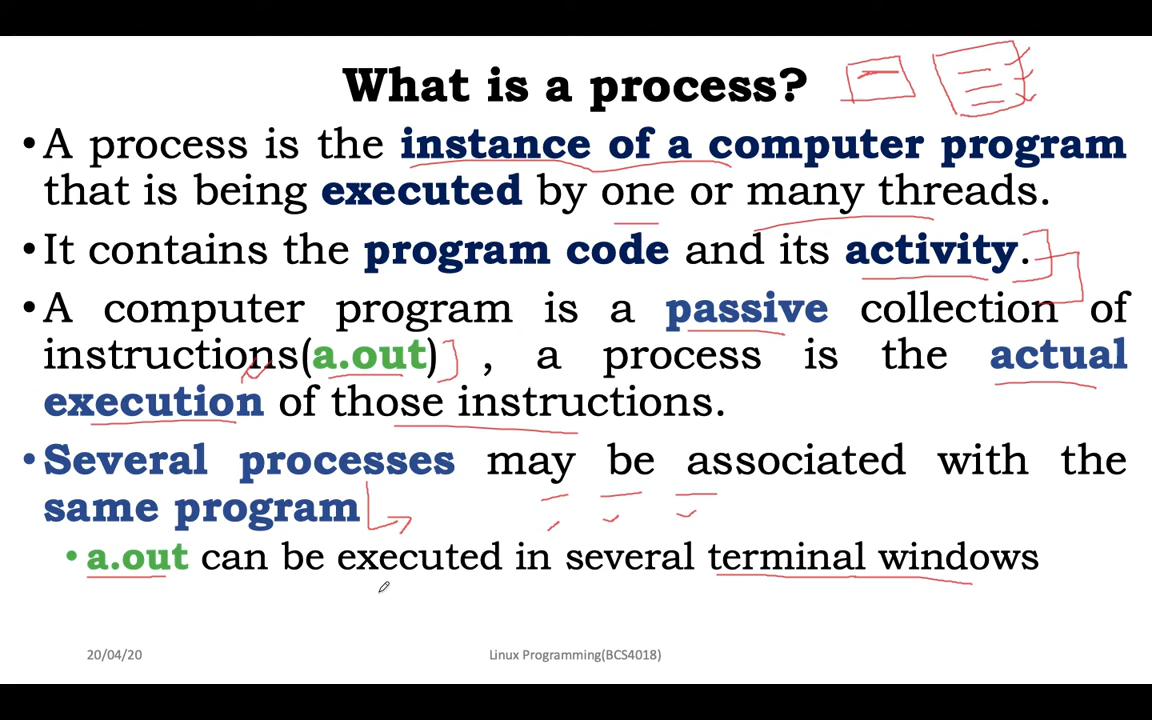 What is a process?
•A process is the instance of a computer program
that is being executed by one or many threads.
•It contains the program code and its activity.
•A computer program is a passive collection of
instructions(a.out) , a process is the actual
execution of those instructions.
•Several processes may be associated with the
same program
•a.out can be executed in several terminal windows
20/04/20
Linux Programming(BCS4018)